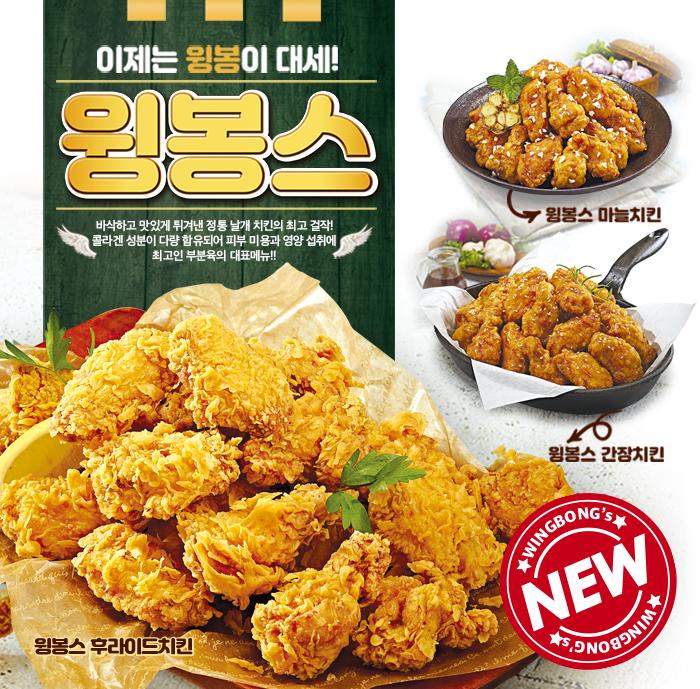 이제는 윙봉이 대세!
윙봉스
바삭하고 맛있게 튀겨낸 정통 날개 치킨의 최고 걸작!
콜라겐 성분이 다량 함유되어 피부 미용과 영양 섭취에
최고인 부분육의 대표메뉴!!
윙봉스 마늘치킨
윙봉스 간장치킨
WINGBONG's
NEW
WINGBONG's
윙봉스 후라이드치킨